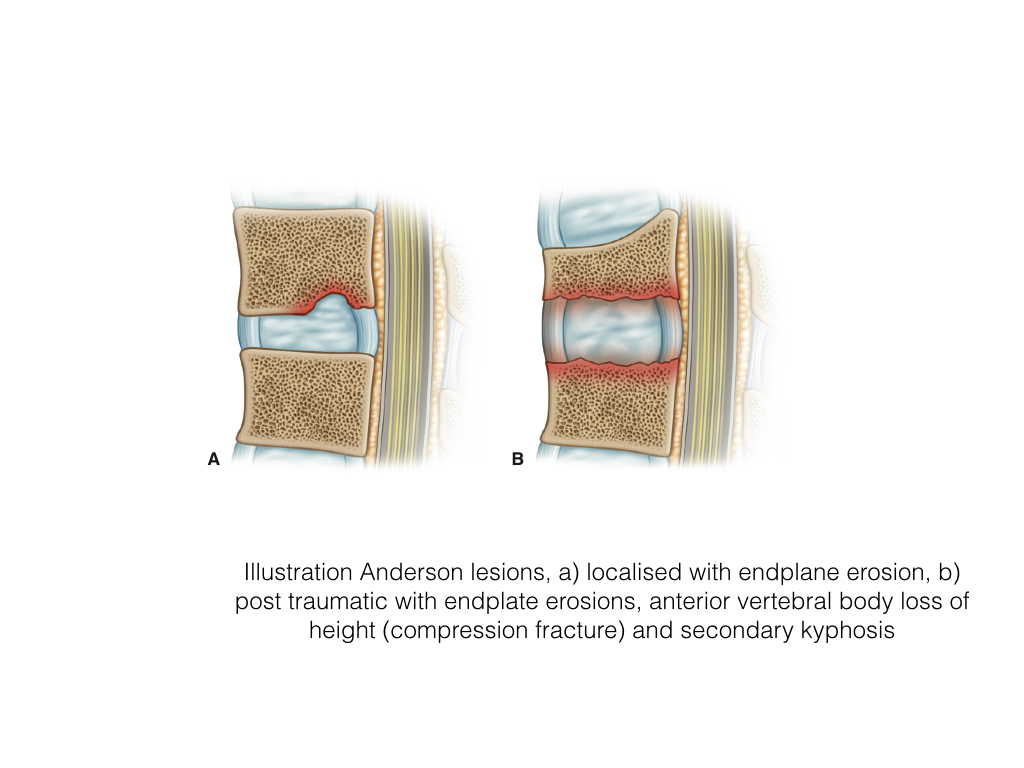 A
B
Illustration Anderson lesions, a) localised with endplane erosion, b)
post traumatic with endplate erosions, anterior vertebral body loss of
height (compression fracture) and secondary kyphosis